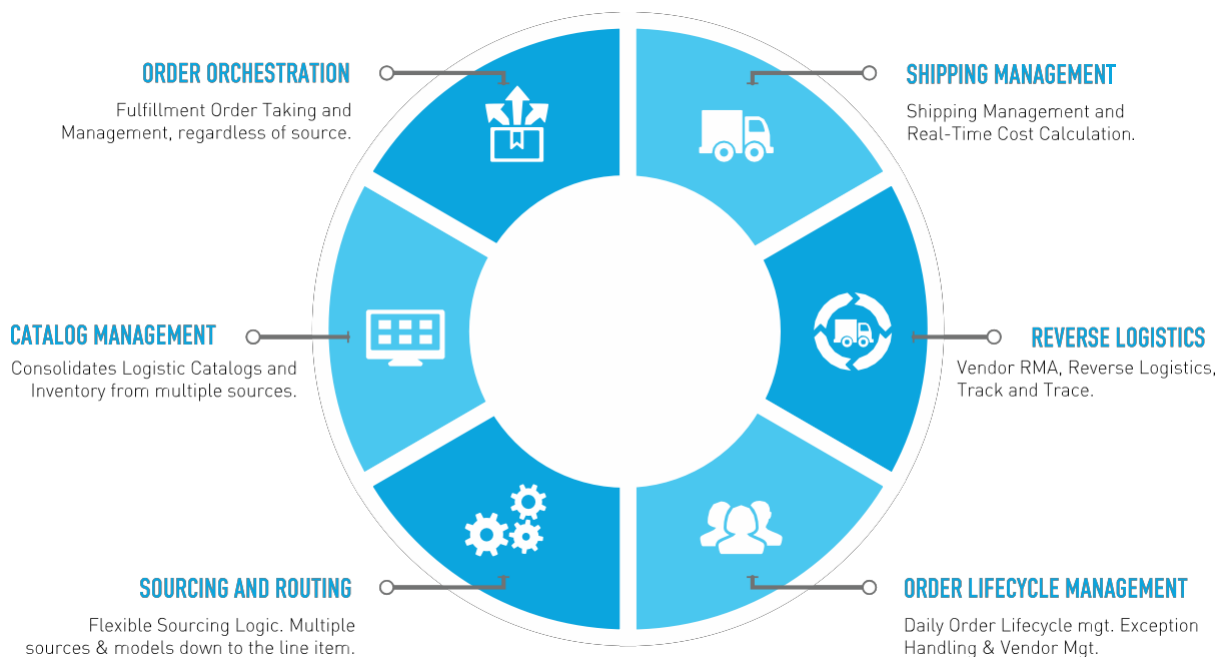 ORDER ORCHESTRATION
Fulfillment Order Taking and
Management, regardless of source.
SHIPPING MANAGEMENT
Shipping Management and
Real-Time Cost Calculation.
CATALOG MANAGEMENT
Consolidates Logistic Catalogs and
Inventory from multiple sources.
REVERSE LOGISTICS
Vendor RMA, Reverse Logistics,
Track and Trace.
SOURCING AND ROUTING
Flexible Sourcing Logic. Multiple
sources & models down to the line item.
ORDER LIFECYCLE MANAGEMENT
Daily Order Lifecycle mgt. Exception
Handling & Vendor Mgt.